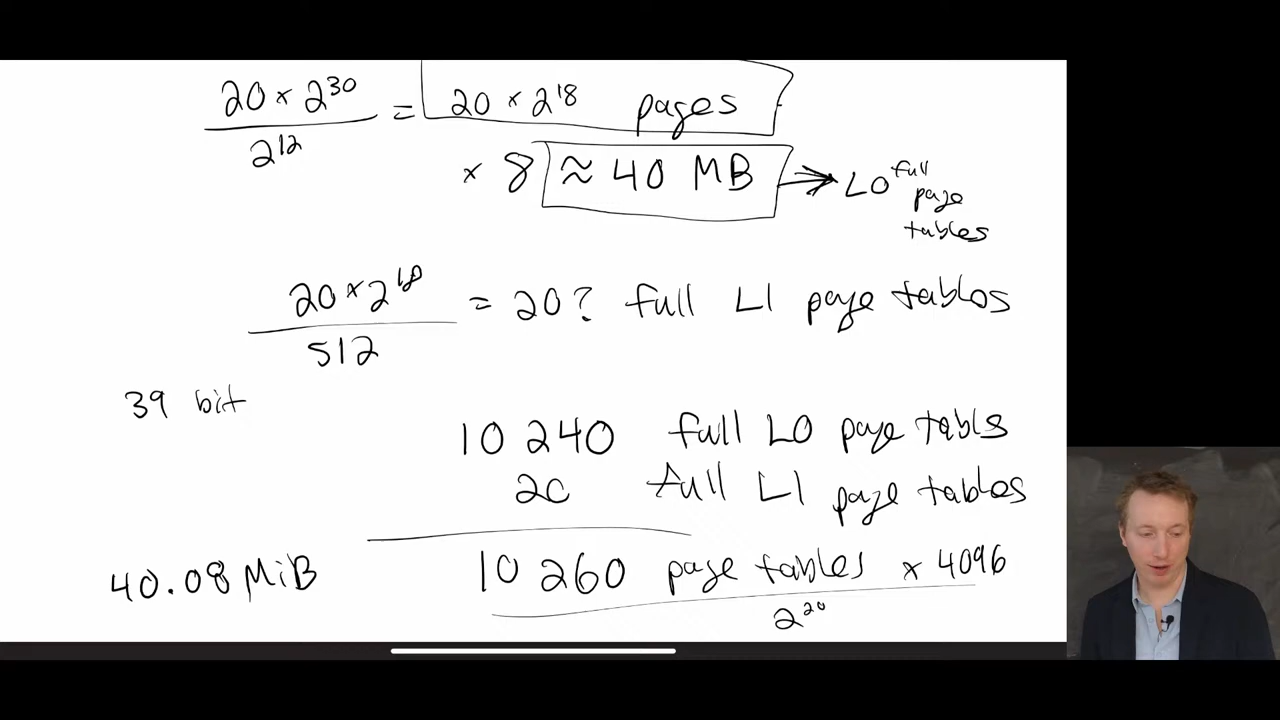 20 × 2^30 / 2^12 = 20 × 2^18 pages
× 8 ≈ 40 MB → L0 full page tables
20 × 2^18 / 512 = 20? full L1 page tables
39 bit
10 240 full L0 page tables
20 full L1 page tables
10 260 page tables × 4096
2^20
40.08 MiB